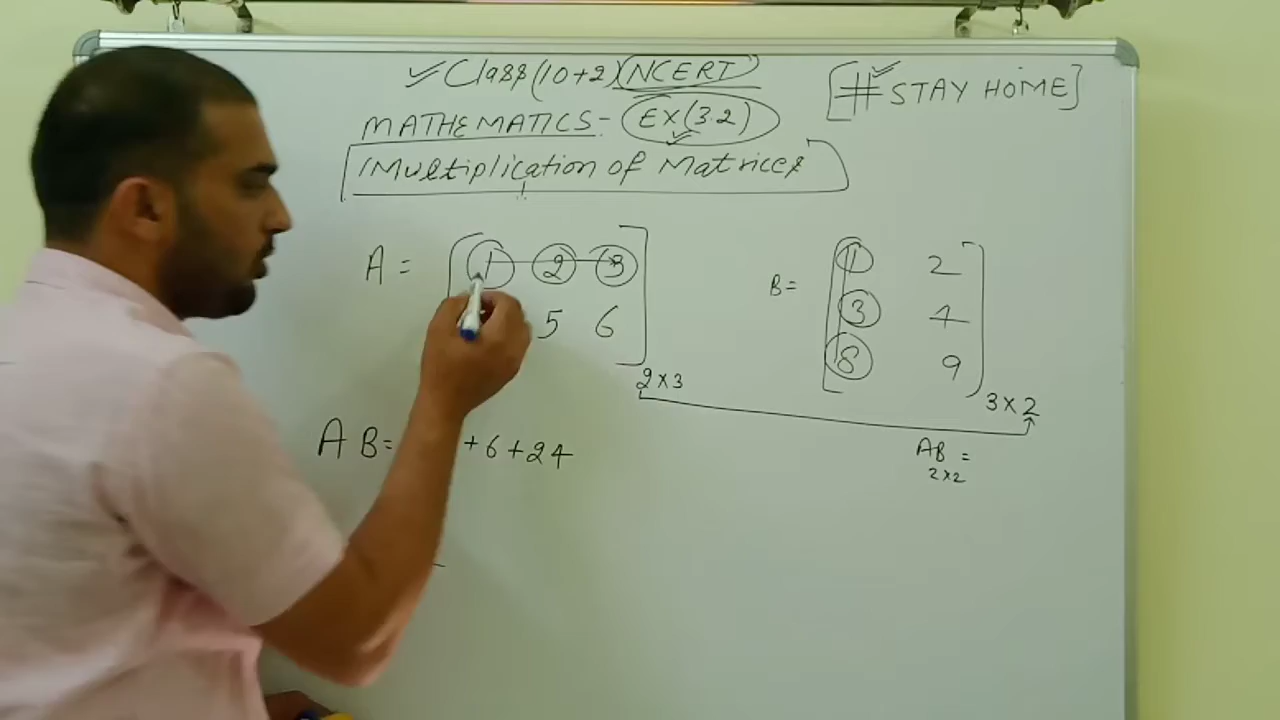 ✓Class(10+2)(NCERT)
[#STAY HOME]
MATHEMATICS- EX(3.2)
(Multiplication of Matrices
A = [1 2 3
5 6] 2×3
B= [1 2
3 4
8 9] 3×2
AB= +6+24
AB =
2×2